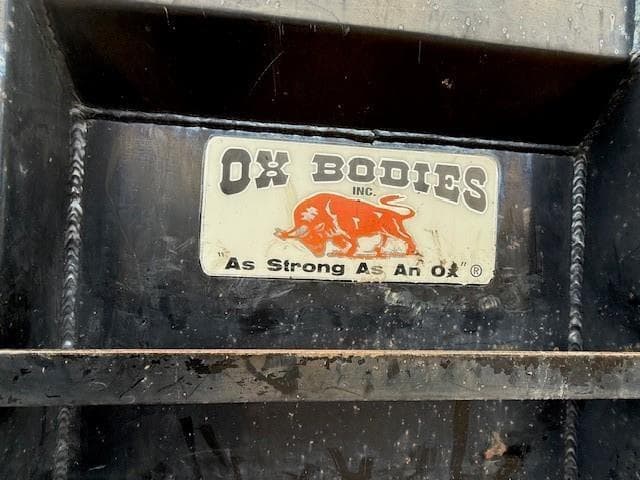 OX BODIES
INC.
"As Strong As An Ox" ®